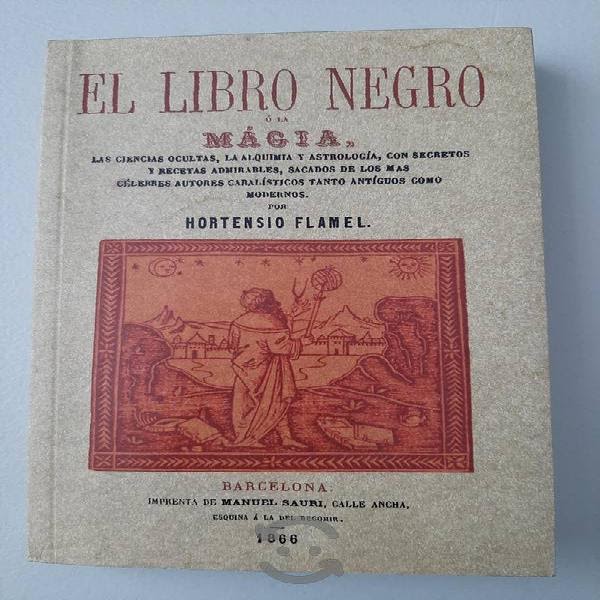 EL LIBRO NEGRO
Ó LA
MÁGIA,
LAS CIENCIAS OCULTAS, LA ALQUIMIA Y ASTROLOGÍA, CON SECRETOS
Y RECETAS ADMIRABLES, SACADOS DE LOS MAS
CÉLEBRES AUTORES CABALÍSTICOS TANTO ANTÍGUOS COMO
MODERNOS.
POR
HORTENSIO FLAMEL.
BARCELONA:
IMPRENTA DE MANUEL SAURI, CALLE ANCHA,
ESQUINA Á LA DEL REGOMIR.
1866